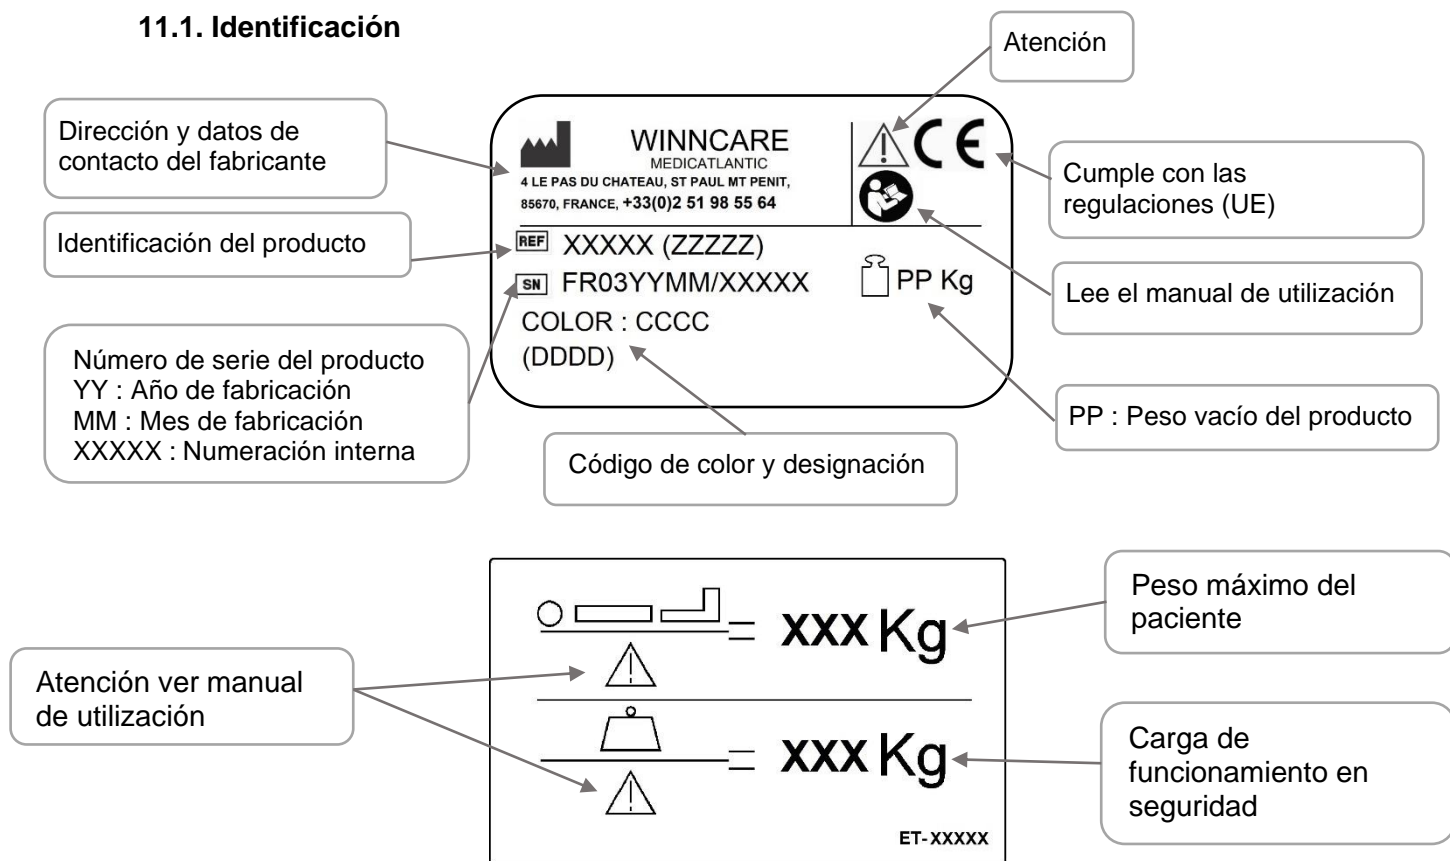 11.1. Identificación
Atención
Dirección y datos de
contacto del fabricante
WINNCARE
MEDICATLANTIC
4 LE PAS DU CHATEAU, ST PAUL MT PENIT,
85670, FRANCE, +33(0)2 51 98 55 64
CE
Cumple con las
regulaciones (UE)
Identificación del producto
REF XXXXX (ZZZZZ)
SN FR03YYMM/XXXXX
PP Kg
Lee el manual de utilización
COLOR : CCCC
(DDDD)
Número de serie del producto
YY : Año de fabricación
MM : Mes de fabricación
XXXXX : Numeración interna
PP : Peso vacío del producto
Código de color y designación
= XXX Kg
Peso máximo del
paciente
Atención ver manual
de utilización
= XXX Kg
Carga de
funcionamiento en
seguridad
ET-XXXXX